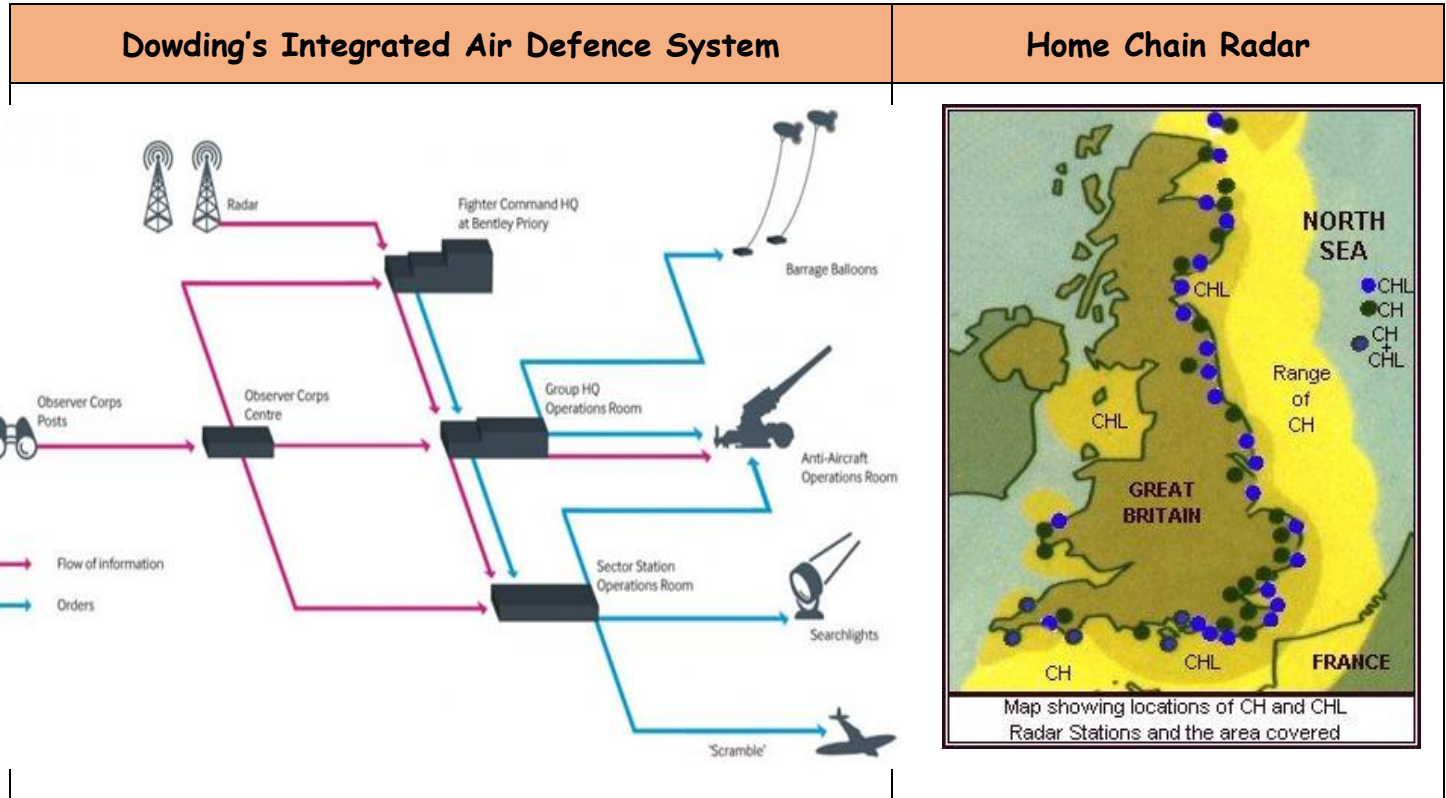 Dowding's Integrated Air Defence System
Home Chain Radar
Radar
Fighter Command HQ
at Bentley Priory
Barrage Balloons
Observer Corps
Posts
Observer Corps
Centre
Group HQ
Operations Room
Anti-Aircraft
Operations Room
Flow of information
Orders
Sector Station
Operations Room
Searchlights
'Scramble'
NORTH
SEA
CHL
CH
CH
+
CHL
CHL
Range
of
CH
CHL
GREAT
BRITAIN
FRANCE
CHL
CH
Map showing locations of CH and CHL
Radar Stations and the area covered